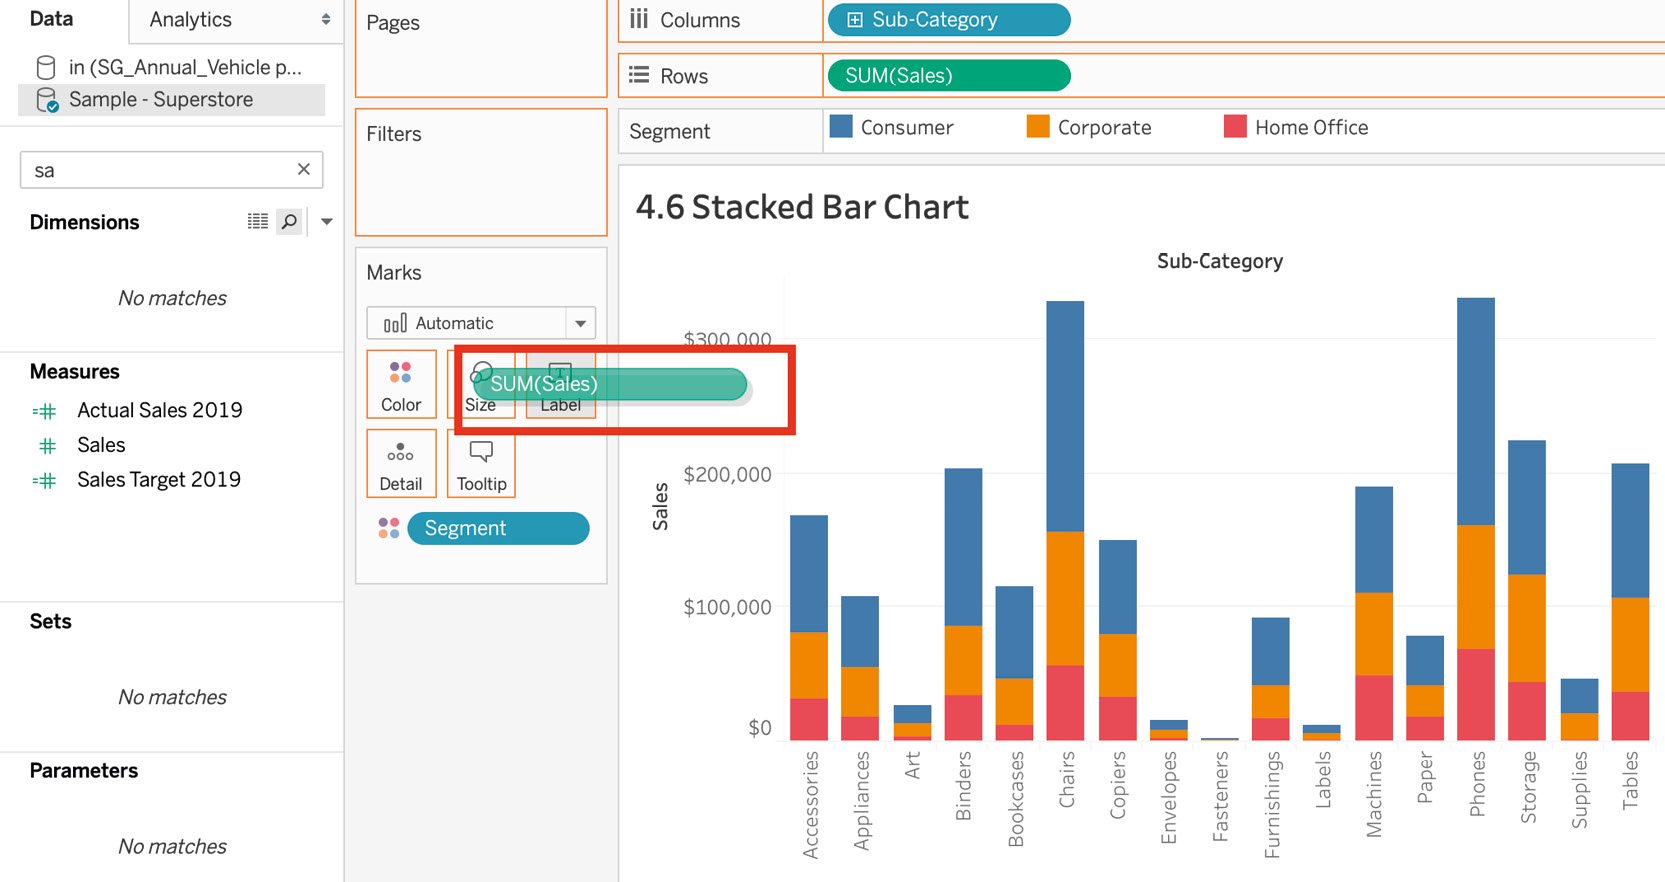 Data
Analytics
in (SG_Annual_Vehicle p...
Sample - Superstore
sa
Dimensions
No matches
Measures
Actual Sales 2019
Sales
Sales Target 2019
Sets
No matches
Parameters
No matches
Pages
Filters
Marks
Automatic
Color
Size
Label
SUM(Sales)
Detail
Tooltip
Segment
Columns
Sub-Category
Rows
SUM(Sales)
Segment
Consumer
Corporate
Home Office
4.6 Stacked Bar Chart
Sub-Category
Sales
$300,000
$200,000
$100,000
$0
Accessories
Appliances
Art
Binders
Bookcases
Chairs
Copiers
Envelopes
Fasteners
Furnishings
Labels
Machines
Paper
Phones
Storage
Supplies
Tables